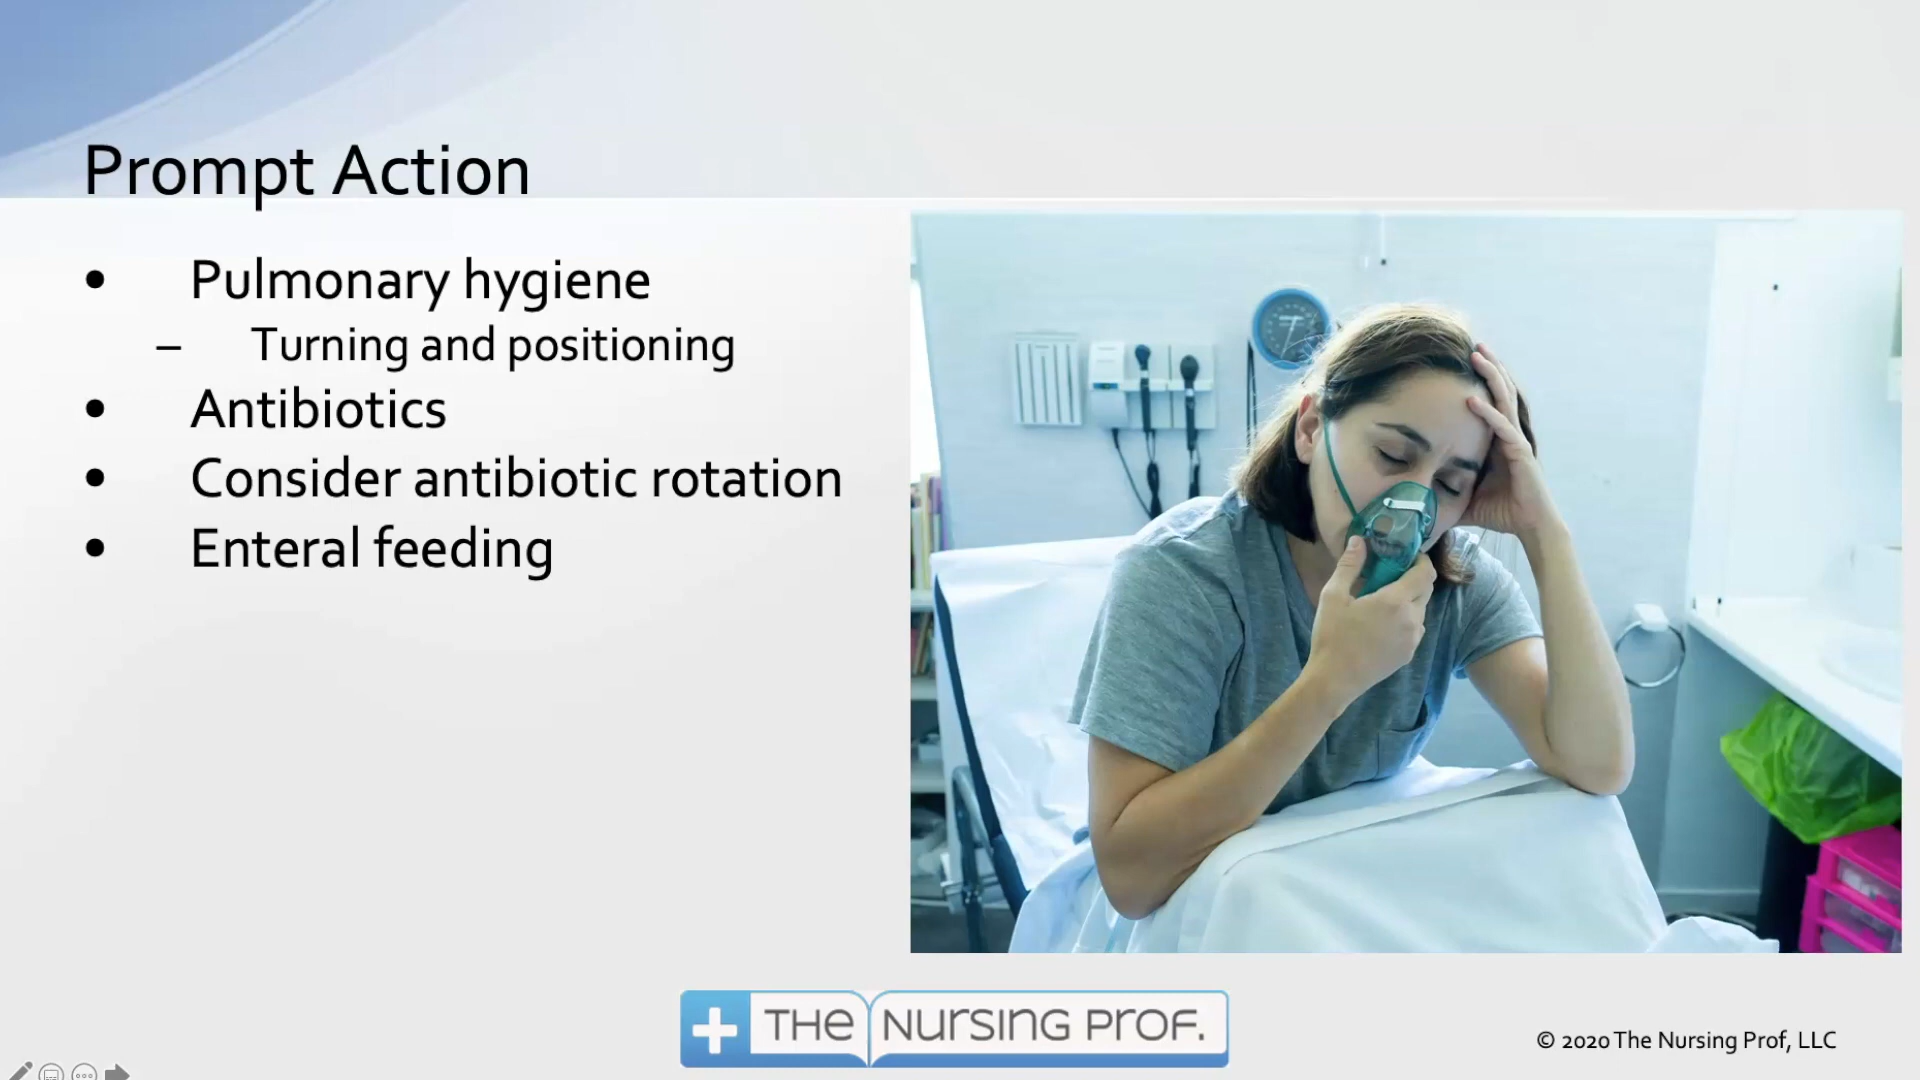 Prompt Action
• Pulmonary hygiene
– Turning and positioning
• Antibiotics
• Consider antibiotic rotation
• Enteral feeding
THE NURSING PROF.
© 2020 The Nursing Prof, LLC